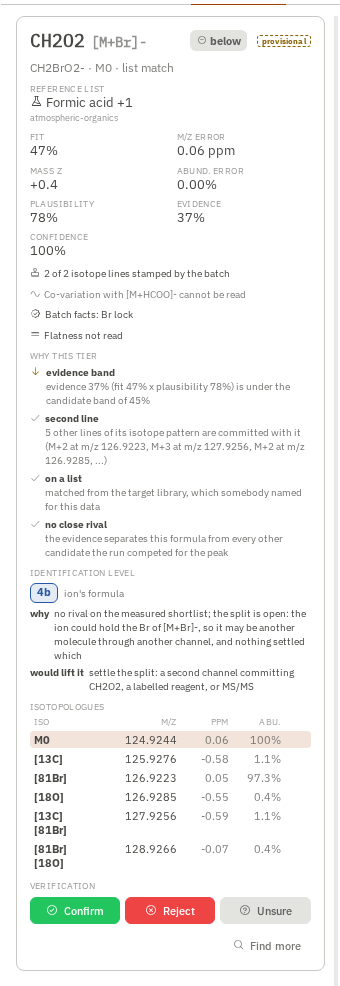 CH2O2 [M+Br]- below provisional
CH2BrO2- · M0 · list match
REFERENCE LIST
Formic acid +1
atmospheric-organics
FIT M/Z ERROR
47% 0.06 ppm
MASS Z ABUND. ERROR
+0.4 0.00%
PLAUSIBILITY EVIDENCE
78% 37%
CONFIDENCE
100%
2 of 2 isotope lines stamped by the batch
Co-variation with [M+HCOO]- cannot be read
Batch facts: Br lock
Flatness not read
WHY THIS TIER
evidence band
evidence 37% (fit 47% x plausibility 78%) is under the
candidate band of 45%
second line
5 other lines of its isotope pattern are committed with it
(M+2 at m/z 126.9223, M+3 at m/z 127.9256, M+2 at m/z
126.9285, ...)
on a list
matched from the target library, which somebody named
for this data
no close rival
the evidence separates this formula from every other
candidate the run competed for the peak
IDENTIFICATION LEVEL
4b ion's formula
why no rival on the measured shortlist; the split is open: the
ion could hold the Br of [M+Br]-, so it may be another
molecule through another channel, and nothing settled
which
would lift it settle the split: a second channel committing
CH2O2, a labelled reagent, or MS/MS
ISOTOPOLOGUES
ISO M/Z PPM ABU.
M0 124.9244 0.06 100%
[13C] 125.9276 -0.58 1.1%
[81Br] 126.9223 0.05 97.3%
[18O] 126.9285 -0.55 0.4%
[13C] 127.9256 -0.59 1.1%
[81Br]
[81Br] 128.9266 -0.07 0.4%
[18O]
VERIFICATION
Confirm Reject Unsure
Find more